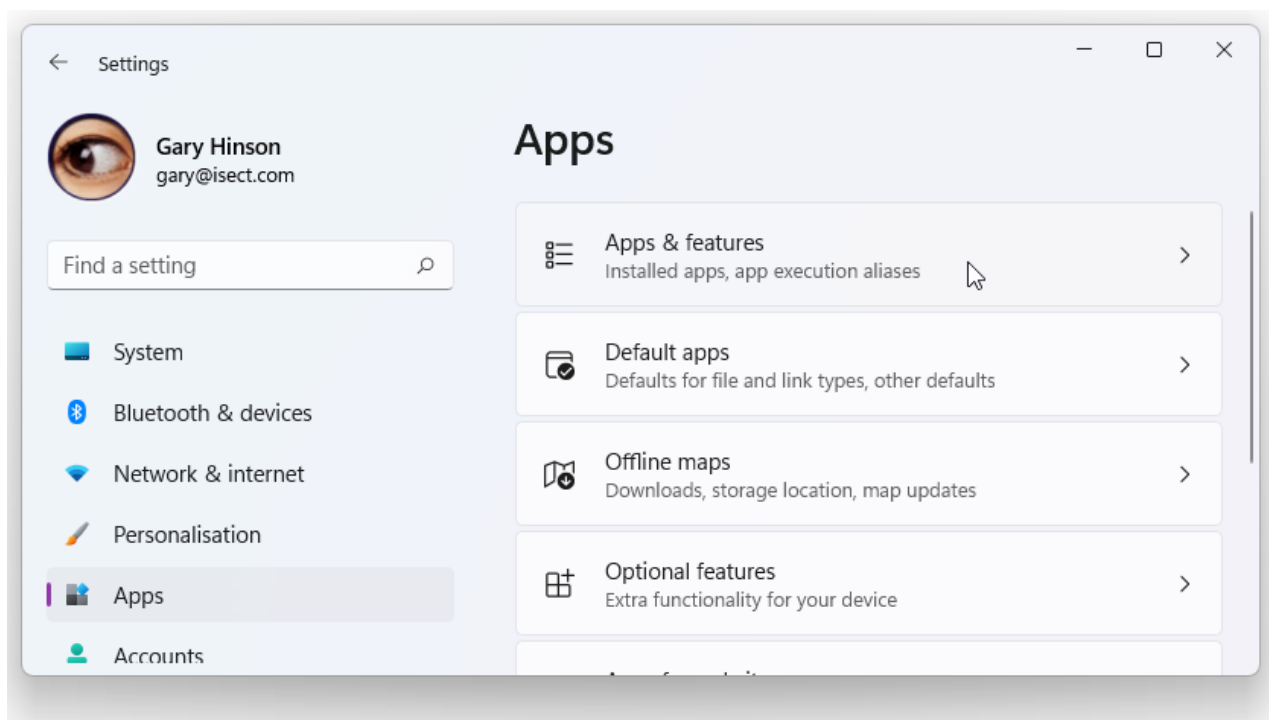 Settings
Gary Hinson
gary@isect.com
Find a setting
System
Bluetooth & devices
Network & internet
Personalisation
Apps
Accounts
Apps
Apps & features
Installed apps, app execution aliases
Default apps
Defaults for file and link types, other defaults
Offline maps
Downloads, storage location, map updates
Optional features
Extra functionality for your device